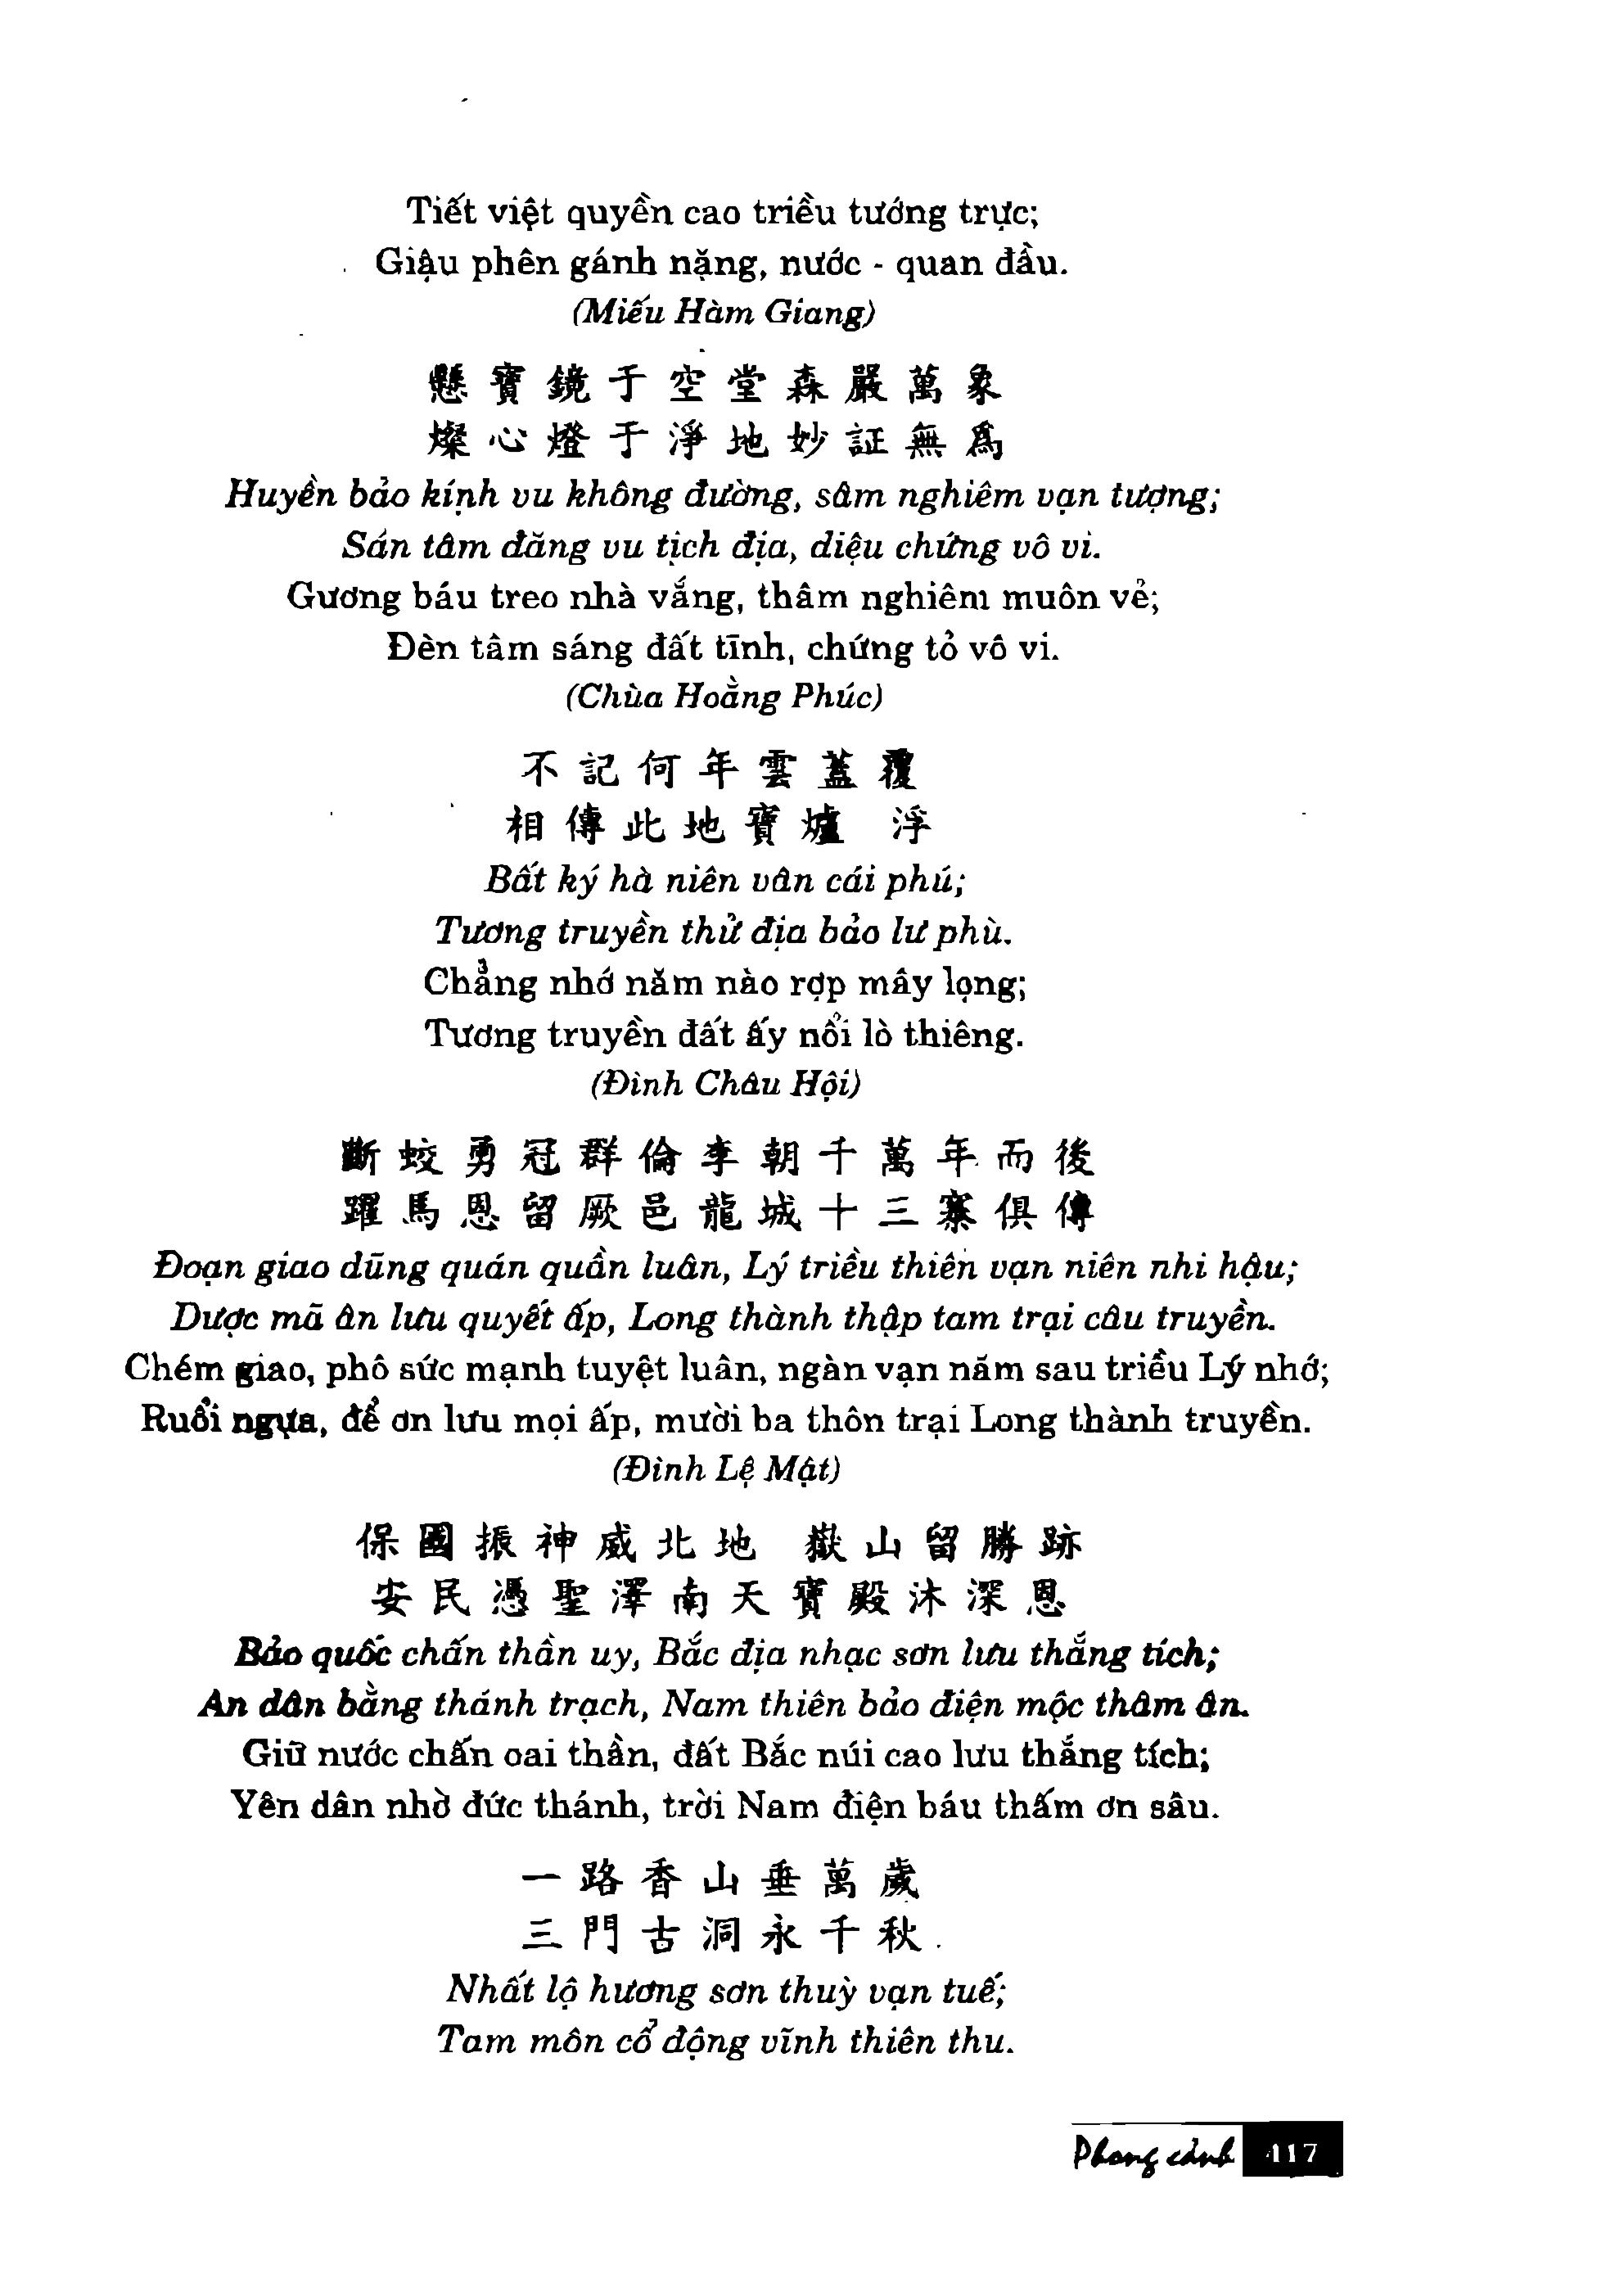 Tiết việt quyền cao triều tướng trực;
Giậu phên gánh nặng, nước - quan đầu.
(Miếu Hàm Giang)
懸寶鏡于空堂森嚴萬象
燦心燈于淨地妙証無爲
Huyền bảo kính vu không đường, sâm nghiêm vạn tượng;
Sán tâm đăng vu tịch địa, diệu chứng vô vi.
Gương báu treo nhà vắng, thâm nghiêm muôn vẻ;
Đèn tâm sáng đất tĩnh, chứng tỏ vô vi.
(Chùa Hoằng Phúc)
不記何年雲蓋覆
相傳此地寶爐 浮
Bất ký hà niên vân cái phú;
Tương truyền thử địa bảo lư phù.
Chẳng nhớ năm nào rợp mây lọng;
Tương truyền đất ấy nổi lò thiêng.
(Đình Châu Hội)
斷蛟勇冠群倫李朝千萬年而後
躍馬恩留厥邑龍城十三寨俱傳
Đoạn giao dũng quán quần luân, Lý triều thiên vạn niên nhi hậu;
Dược mã ân lưu quyết ấp, Long thành thập tam trại câu truyền.
Chém giao, phô sức mạnh tuyệt luân, ngàn vạn năm sau triều Lý nhớ;
Ruổi ngựa, để ơn lưu mọi ấp, mười ba thôn trại Long thành truyền.
(Đình Lệ Mật)
保國振神威北地 嶽山留勝跡
安民憑聖澤南天寶殿沐深恩
Bảo quốc chấn thần uy, Bắc địa nhạc sơn lưu thắng tích;
An dân bằng thánh trạch, Nam thiên bảo điện mộc thâm ân.
Giữ nước chấn oai thần, đất Bắc núi cao lưu thắng tích;
Yên dân nhờ đức thánh, trời Nam điện báu thấm ơn sâu.
一路香山垂萬歲
三門古洞永千秋
Nhất lộ hương sơn thuỳ vạn tuế;
Tam môn cổ động vĩnh thiên thu.
Phong cảnh 417